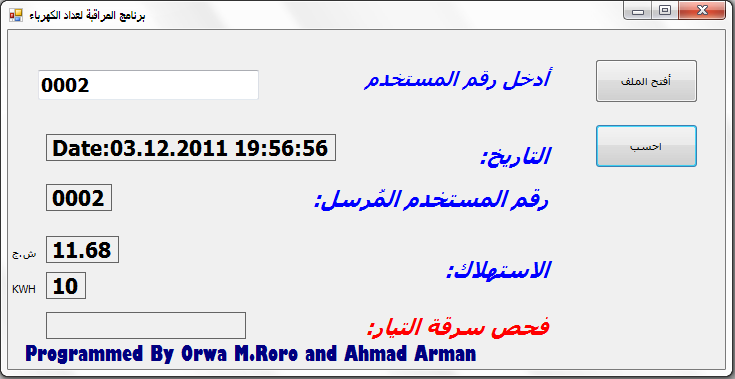 برنامج المراقبة لعداد الكهرباء
أدخل رقم المستخدم
0002
أفتح الملف
احسب
التاريخ:
Date:03.12.2011 19:56:56
رقم المستخدم المُرسل:
0002
الاستهلاك:
11.68
ش.ج
10
KWH
فحص سرقة التيار:
Programmed By Orwa M.Roro and Ahmad Arman